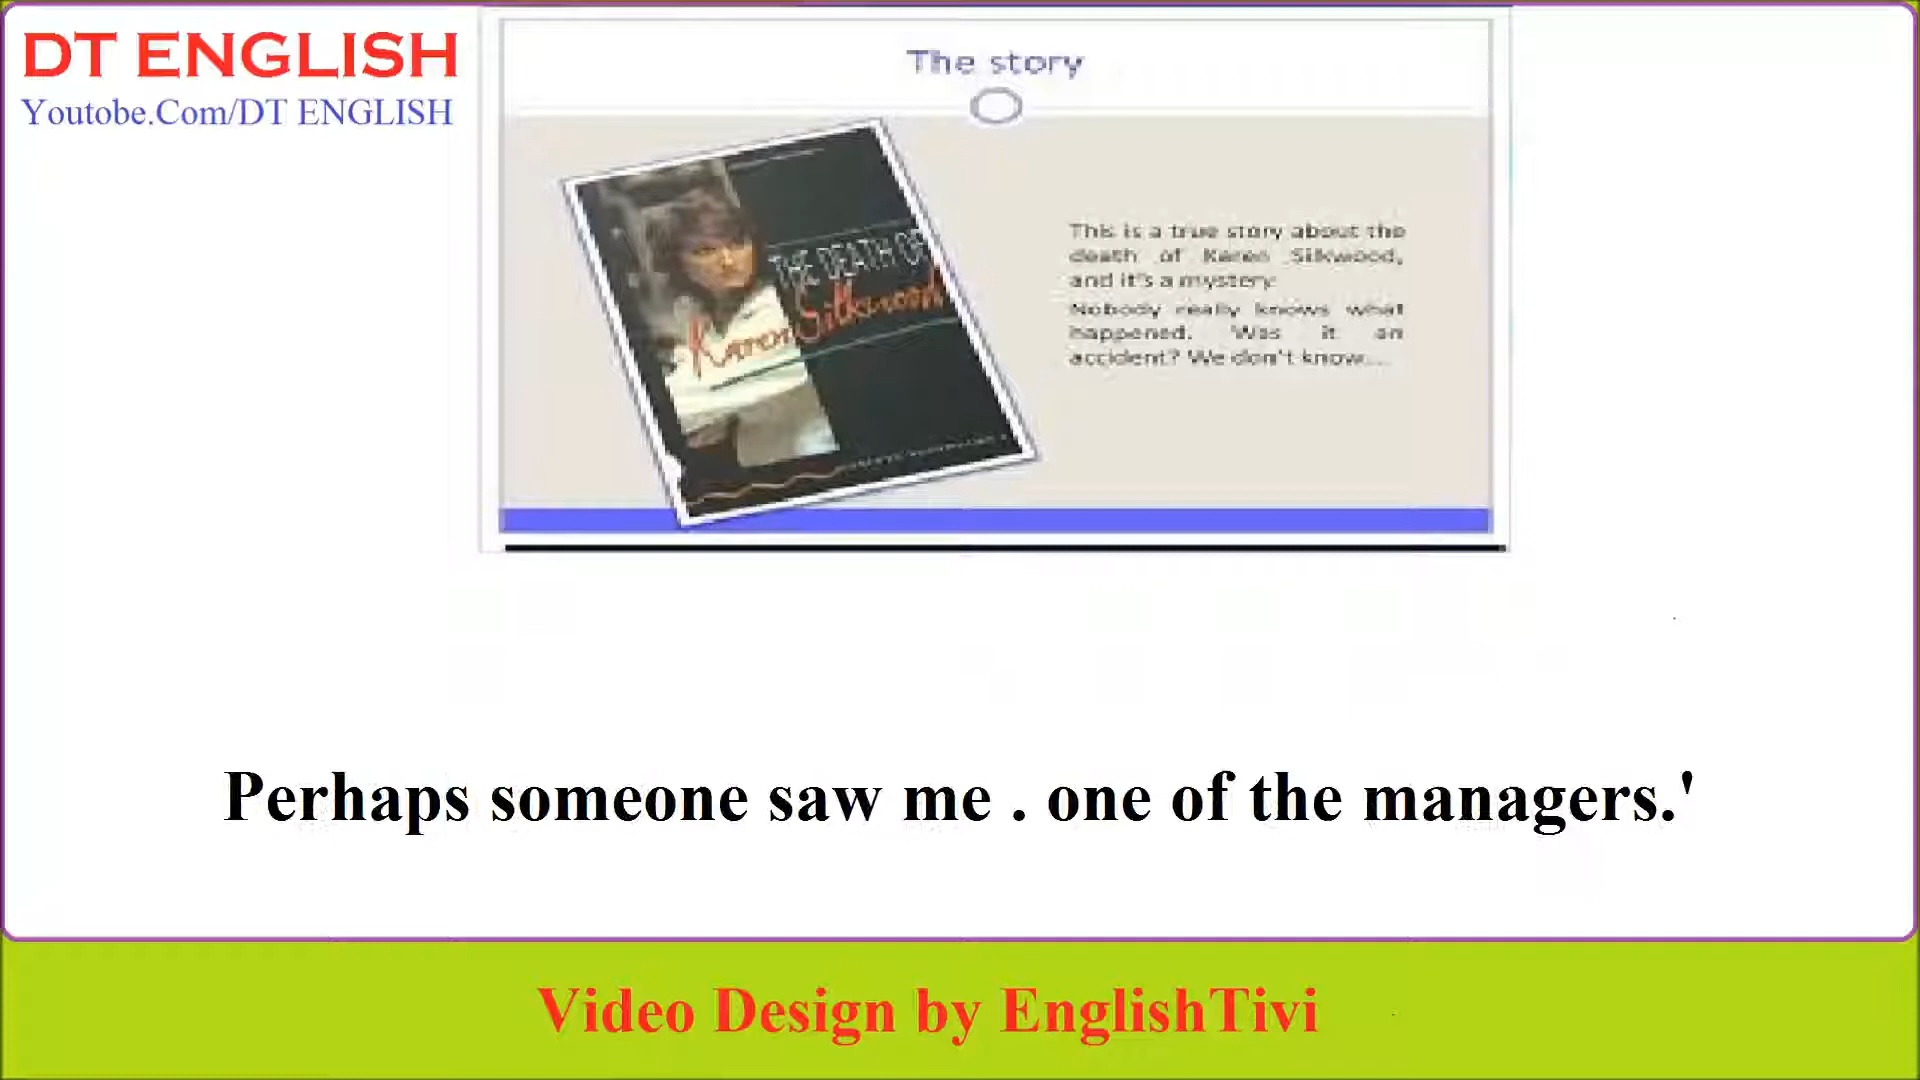 DT ENGLISH
Youtobe.Com/DT ENGLISH
The story
THE DEATH OF
Karen Silkwood
This is a true story about the
death of Karen Silkwood,
and it's a mystery
Nobody really knows what
happened. Was it an
accident? We don't know...
Perhaps someone saw me . one of the managers.'
Video Design by EnglishTivi